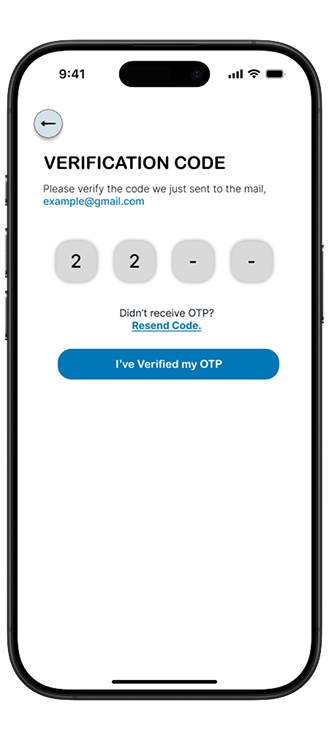 9:41
VERIFICATION CODE
Please verify the code we just sent to the mail,
example@gmail.com
2 2 - -
Didn't receive OTP?
Resend Code.
I've Verified my OTP